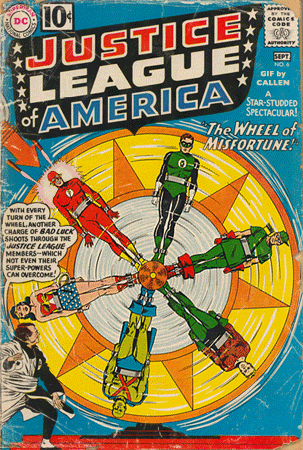 SUPERMAN
DC
NATIONAL COMICS
10¢
APPROVED
BY THE
COMICS
CODE
AUTHORITY
JUSTICE
LEAGUE
of AMERICA
SEPT.
NO. 6
GIF BY
CALLEN
A
STAR-STUDDED
SPECTACULAR!
"The WHEEL of
MISFORTUNE!"
WITH EVERY
TURN OF THE
WHEEL, ANOTHER
CHARGE OF BAD LUCK
SHOOTS THROUGH THE
JUSTICE LEAGUE
MEMBERS—WHICH
NOT EVEN THEIR
SUPER-POWERS
CAN OVERCOME!